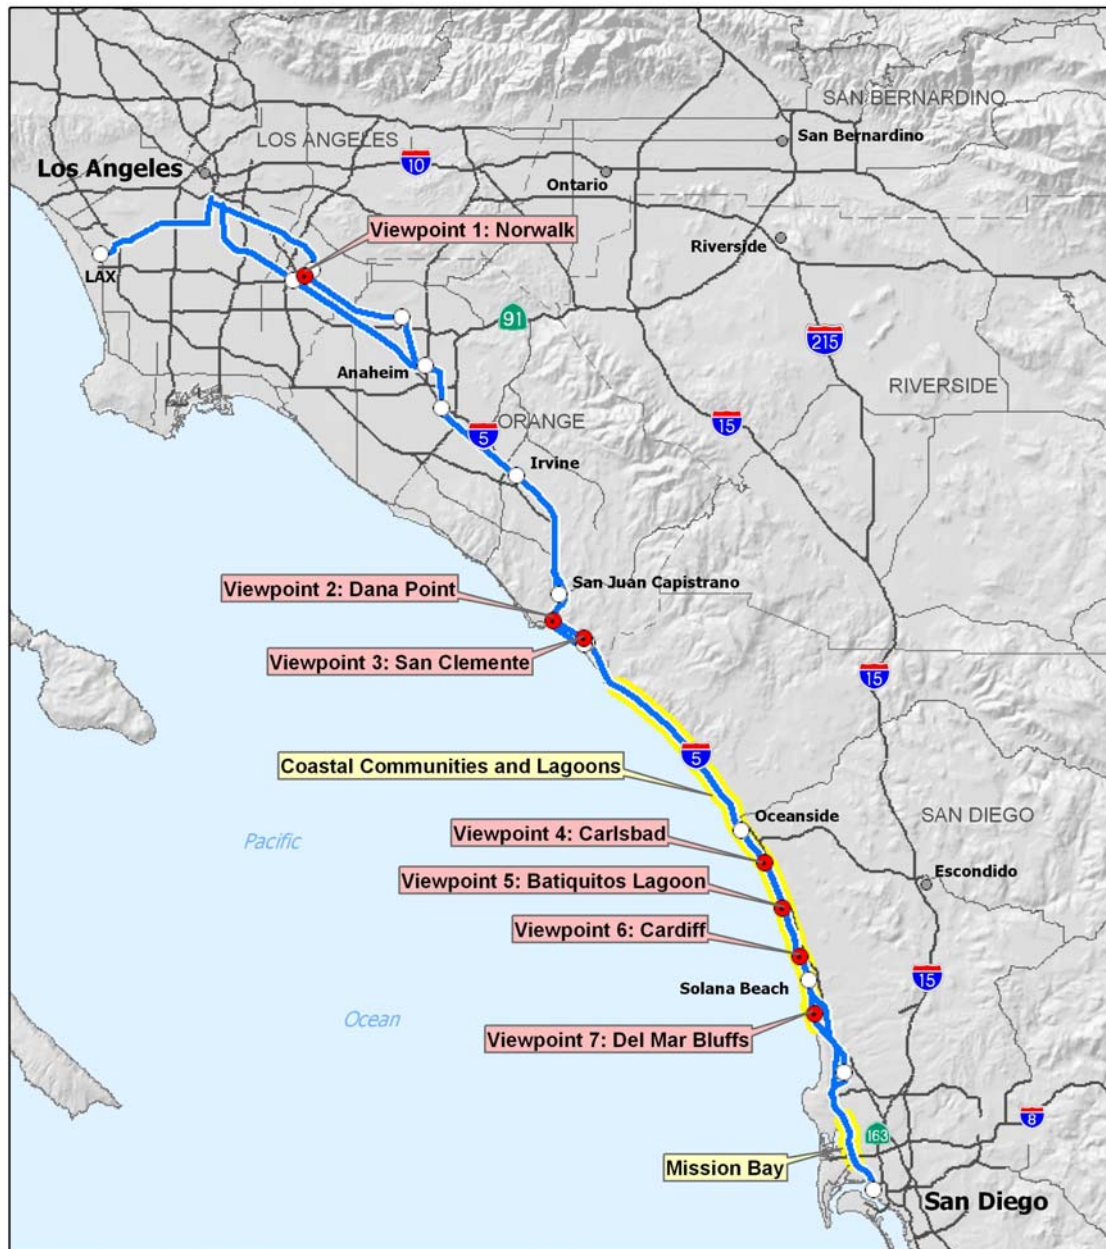 SAN BERNARDINO
San Bernardino
LOS ANGELES
Los Angeles
10
Ontario
Riverside
Viewpoint 1: Norwalk
LAX
91
215
Anaheim
RIVERSIDE
ORANGE
15
5
Irvine
San Juan Capistrano
Viewpoint 2: Dana Point
Viewpoint 3: San Clemente
15
Coastal Communities and Lagoons
5
Oceanside
SAN DIEGO
Viewpoint 4: Carlsbad
Pacific
Escondido
Viewpoint 5: Batiquitos Lagoon
Viewpoint 6: Cardiff
15
Solana Beach
Ocean
Viewpoint 7: Del Mar Bluffs
8
163
Mission Bay
San Diego